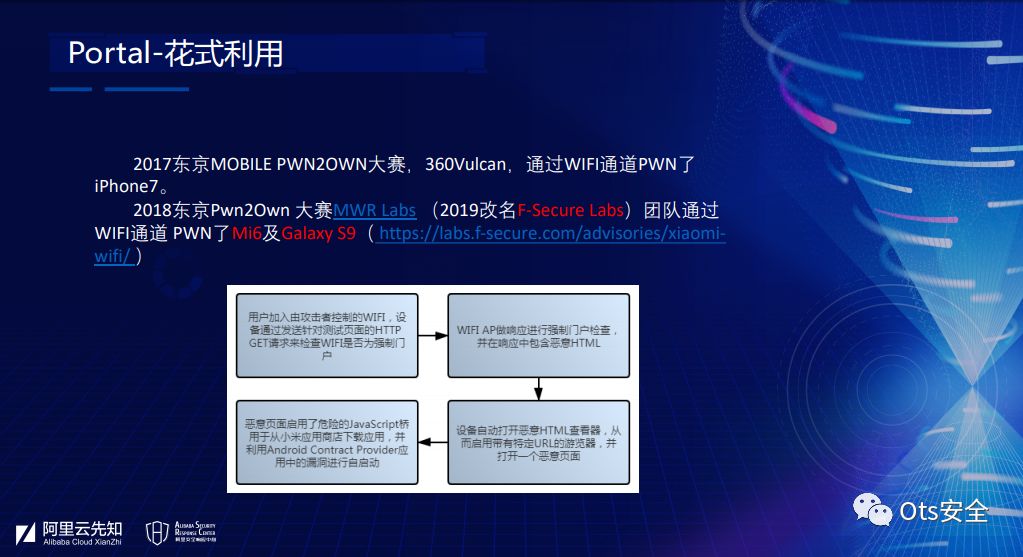 Portal-花式利用
2017东京MOBILE PWN2OWN大赛，360Vulcan，通过WIFI通道PWN了
iPhone7。
2018东京Pwn2Own 大赛MWR Labs （2019改名F-Secure Labs）团队通过
WIFI通道 PWN了Mi6及Galaxy S9（ https://labs.f-secure.com/advisories/xiaomi-
wifi/ ）
用户加入由攻击者控制的WIFI，设
备通过发送针对测试页面的HTTP
GET请求来检查WIFI是否为强制门
户
WIFI AP做响应进行强制门户检查，
并在响应中包含恶意HTML
设备自动打开恶意HTML查看器，从
而启用带有特定URL的游览器，并
打开一个恶意页面
恶意页面启用了危险的JavaScript桥
用于从小米应用商店下载应用，并
利用Android Contract Provider应
用中的漏洞进行自启动
阿里云先知
Alibaba Cloud XianZhi
Alibaba Security
Response Center
阿里安全响应中心
Ots安全